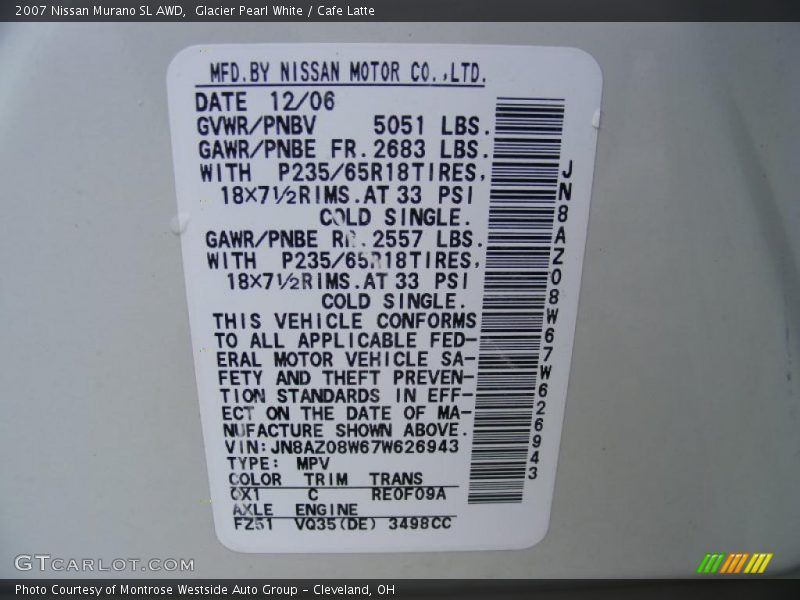 2007 Nissan Murano SL AWD,  Glacier Pearl White / Cafe Latte
MFD.BY NISSAN MOTOR CO.,LTD.
DATE 12/06
GVWR/PNBV 5051 LBS.
GAWR/PNBE FR.2683 LBS.
WITH P235/65R18TIRES,
18×7½RIMS.AT 33 PSI
COLD SINGLE.
GAWR/PNBE RR.2557 LBS.
WITH P235/65R18TIRES,
18×7½RIMS.AT 33 PSI
COLD SINGLE.
THIS VEHICLE CONFORMS
TO ALL APPLICABLE FED-
ERAL MOTOR VEHICLE SA-
FETY AND THEFT PREVEN-
TION STANDARDS IN EFF-
ECT ON THE DATE OF MA-
NUFACTURE SHOWN ABOVE.
VIN:JN8AZ08W67W626943
TYPE: MPV
COLOR TRIM TRANS
QX1 C RE0F09A
AXLE ENGINE
FZ51 VQ35(DE) 3498CC
JN8AZ08W67W626943
GTCARLOT.COM
Photo Courtesy of Montrose Westside Auto Group – Cleveland, OH